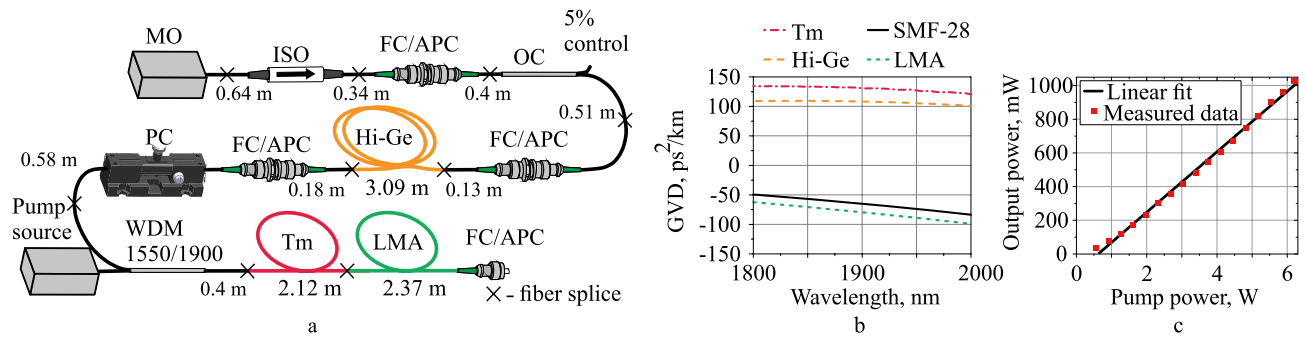 MO
ISO
FC/APC
OC
5%
control
0.64 m
0.34 m
0.4 m
0.51 m
PC
FC/APC
Hi-Ge
FC/APC
0.58 m
0.18 m
3.09 m
0.13 m
Pump
source
WDM
1550/1900
Tm
LMA
FC/APC
0.4 m
2.12 m
2.37 m
- fiber splice
a
Tm
SMF-28
Hi-Ge
LMA
150
100
50
0
-50
-100
-150
GVD, ps²/km
1800
1900
2000
Wavelength, nm
b
1000
800
600
400
200
0
Output power, mW
Linear fit
Measured data
0
2
4
6
Pump power, W
c